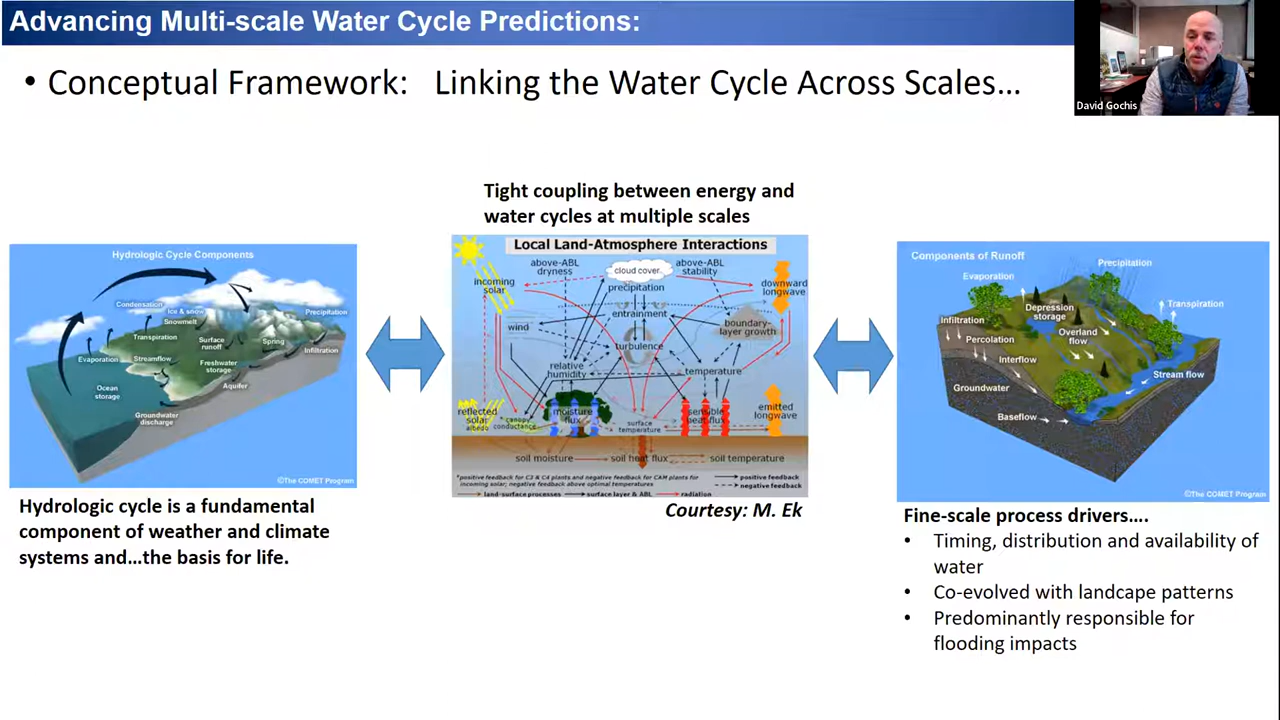 Advancing Multi-scale Water Cycle Predictions:
David Gochis
• Conceptual Framework: Linking the Water Cycle Across Scales…
Hydrologic Cycle Components
Condensation
Ice & snow
Snowmelt
Precipitation
Transpiration
Surface
runoff
Spring
Infiltration
Evaporation
Streamflow
Freshwater
storage
Aquifer
Ocean
storage
Groundwater
discharge
©The COMET Program
Hydrologic cycle is a fundamental
component of weather and climate
systems and…the basis for life.
Tight coupling between energy and
water cycles at multiple scales
Local Land-Atmosphere Interactions
above-ABL
dryness
cloud cover
above-ABL
stability
incoming
solar
precipitation
downward
longwave
entrainment
wind
boundary-
layer growth
turbulence
relative
humidity
temperature
reflected
solar
albedo
*canopy
conductance
moisture
flux
surface
temperature
sensible
heat flux
emitted
longwave
soil moisture
soil heat flux
soil temperature
*positive feedback for C3 & C4 plants and negative feedback for CAM plants for
incoming solar; negative feedback above optimal temperatures
positive feedback
negative feedback
land-surface processes
surface layer & ABL
radiation
Courtesy: M. Ek
Components of Runoff
Precipitation
Evaporation
Transpiration
Depression
storage
Infiltration
Overland
flow
Percolation
Interflow
Stream flow
Groundwater
Baseflow
©The COMET Program
Fine-scale process drivers….
• Timing, distribution and availability of
water
• Co-evolved with landscape patterns
• Predominantly responsible for
flooding impacts